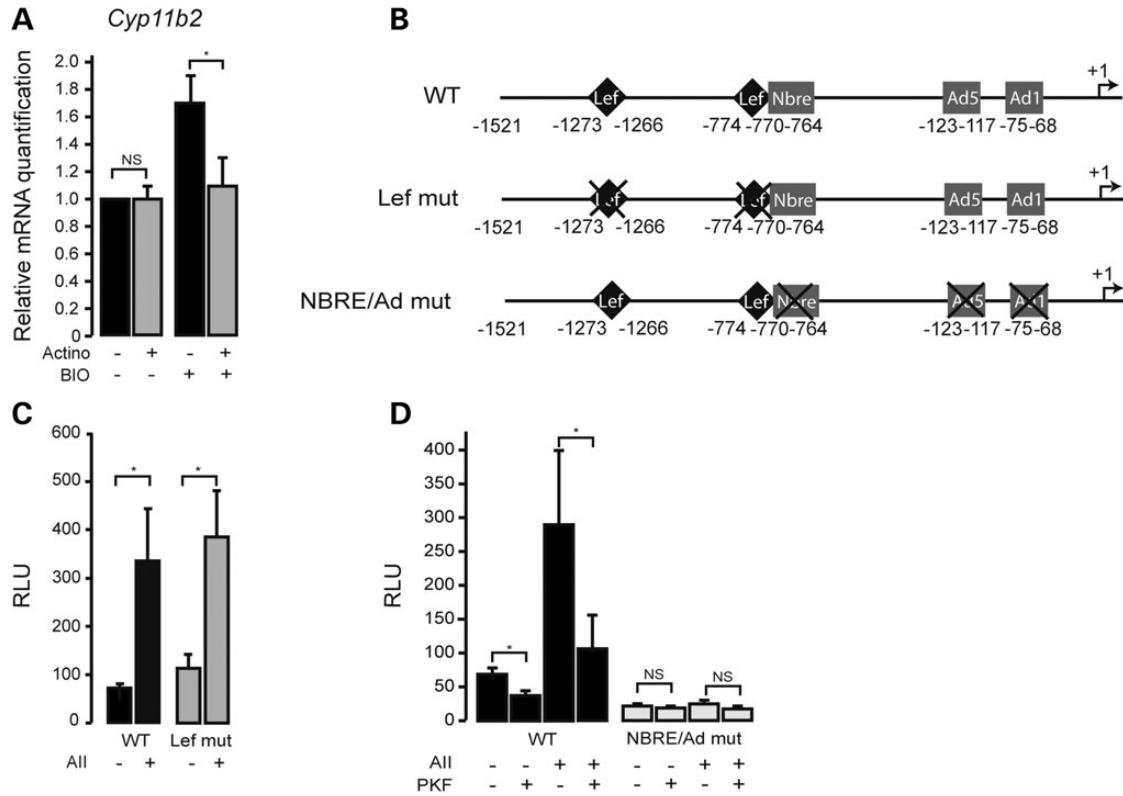 A
Cyp11b2
Relative mRNA quantification
2.0
1.8
1.6
1.4
1.2
1.0
0.8
0.6
0.4
0.2
0
NS
*
Actino - + - +
BIO - - + +
B
WT Lef Lef Nbre Ad5 Ad1 +1
-1521 -1273 -1266 -774 -770-764 -123-117 -75-68
Lef mut Lef Lef Nbre Ad5 Ad1 +1
-1521 -1273 -1266 -774 -770-764 -123-117 -75-68
NBRE/Ad mut Lef Lef Nbre Ad5 Ad1 +1
-1521 -1273 -1266 -774 -770-764 -123-117 -75-68
C
RLU
600
500
400
300
200
100
0
* *
WT Lef mut
AII - + - +
D
RLU
400
350
300
250
200
150
100
50
0
* * NS NS
WT NBRE/Ad mut
AII - - + + - - + +
PKF - + - + - + - +